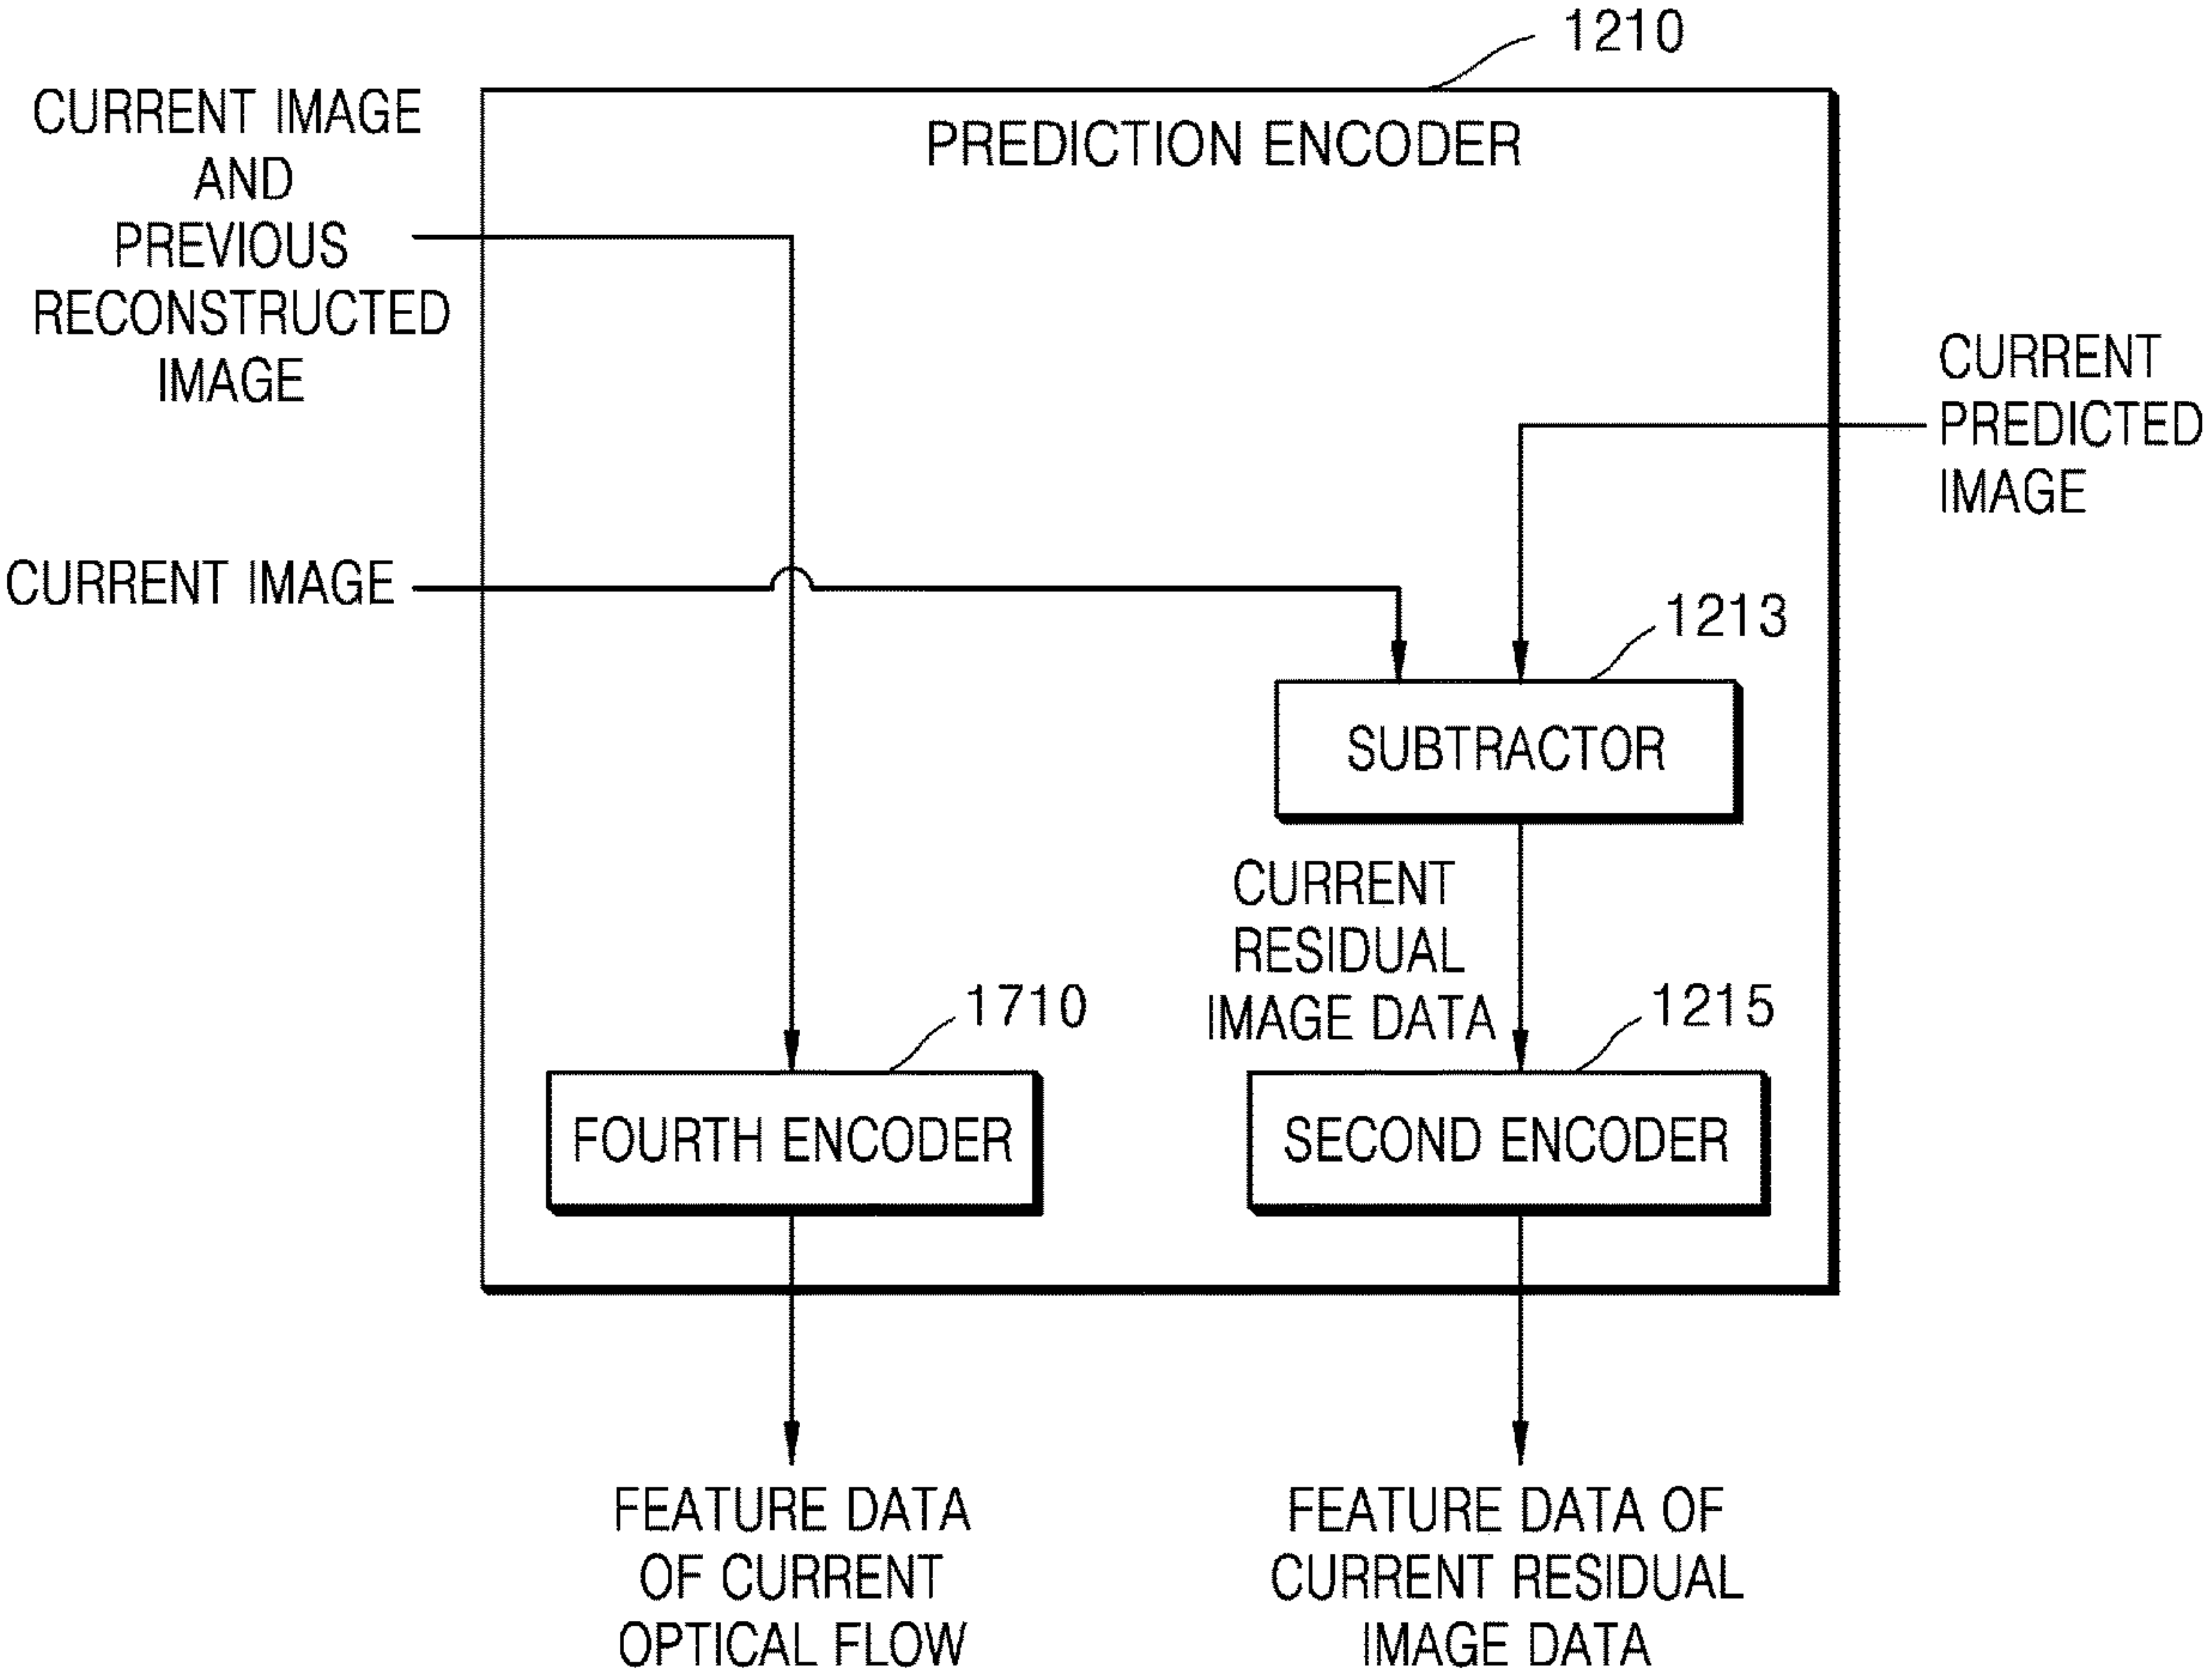 1210
CURRENT IMAGE
AND
PREVIOUS
RECONSTRUCTED
IMAGE
PREDICTION ENCODER
CURRENT
PREDICTED
IMAGE
CURRENT IMAGE
1213
SUBTRACTOR
CURRENT
RESIDUAL
IMAGE DATA
1710
1215
FOURTH ENCODER
SECOND ENCODER
FEATURE DATA
OF CURRENT
OPTICAL FLOW
FEATURE DATA OF
CURRENT RESIDUAL
IMAGE DATA